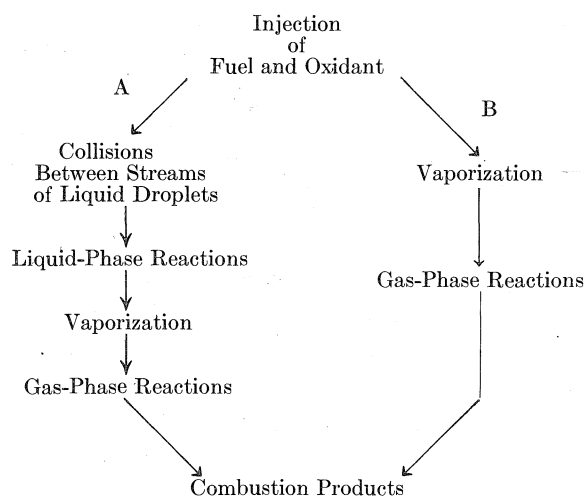 Injection
of
Fuel and Oxidant
A
B
Collisions
Between Streams
of Liquid Droplets
Vaporization
Liquid-Phase Reactions
Gas-Phase Reactions
Vaporization
Gas-Phase Reactions
Combustion Products